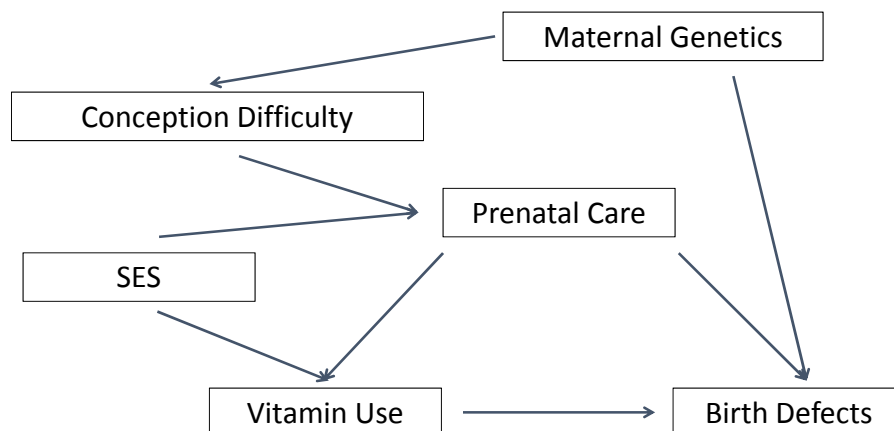 Maternal Genetics
Conception Difficulty
Prenatal Care
SES
Vitamin Use
Birth Defects